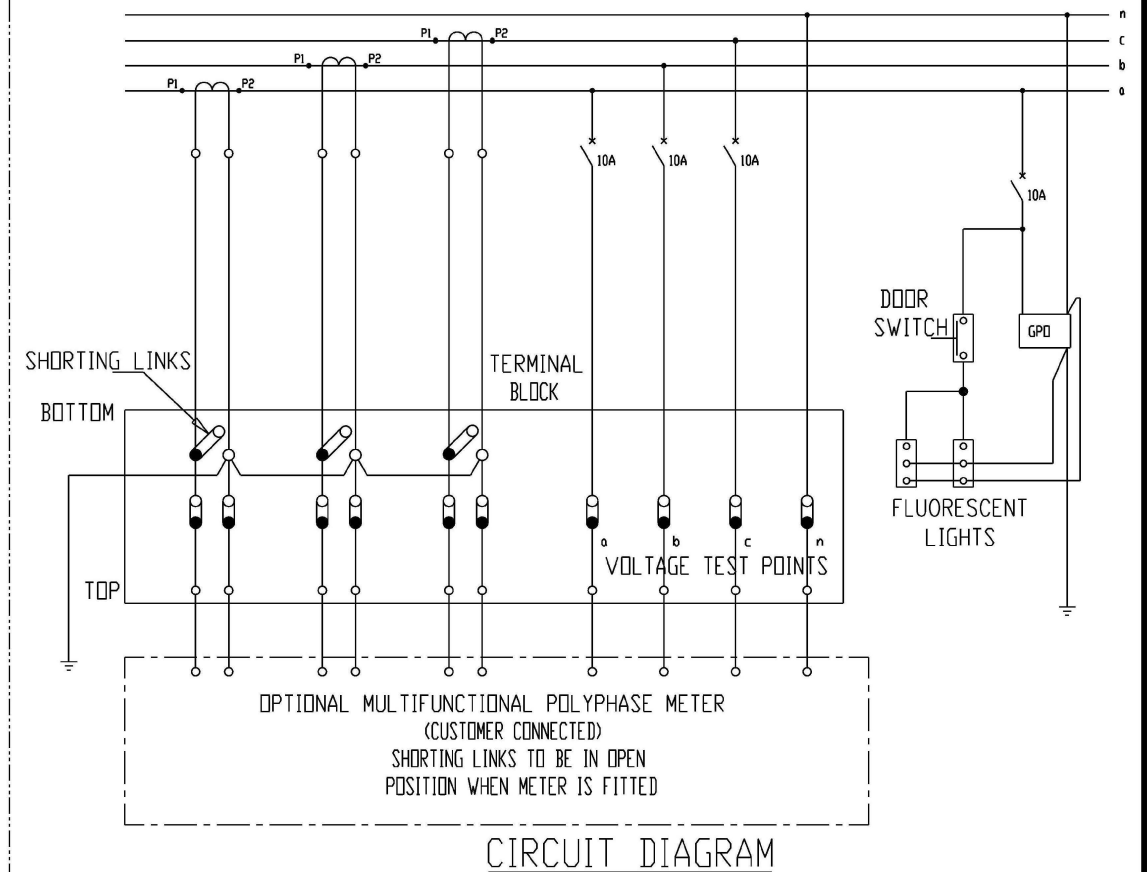 n
P1 P2 c
P1 P2 b
P1 P2 a
10A 10A 10A
10A
DOOR
SWITCH
GPO
SHORTING LINKS
TERMINAL
BLOCK
BOTTOM
FLUORESCENT
LIGHTS
a b c n
VOLTAGE TEST POINTS
TOP
OPTIONAL MULTIFUNCTIONAL POLYPHASE METER
(CUSTOMER CONNECTED)
SHORTING LINKS TO BE IN OPEN
POSITION WHEN METER IS FITTED
CIRCUIT DIAGRAM